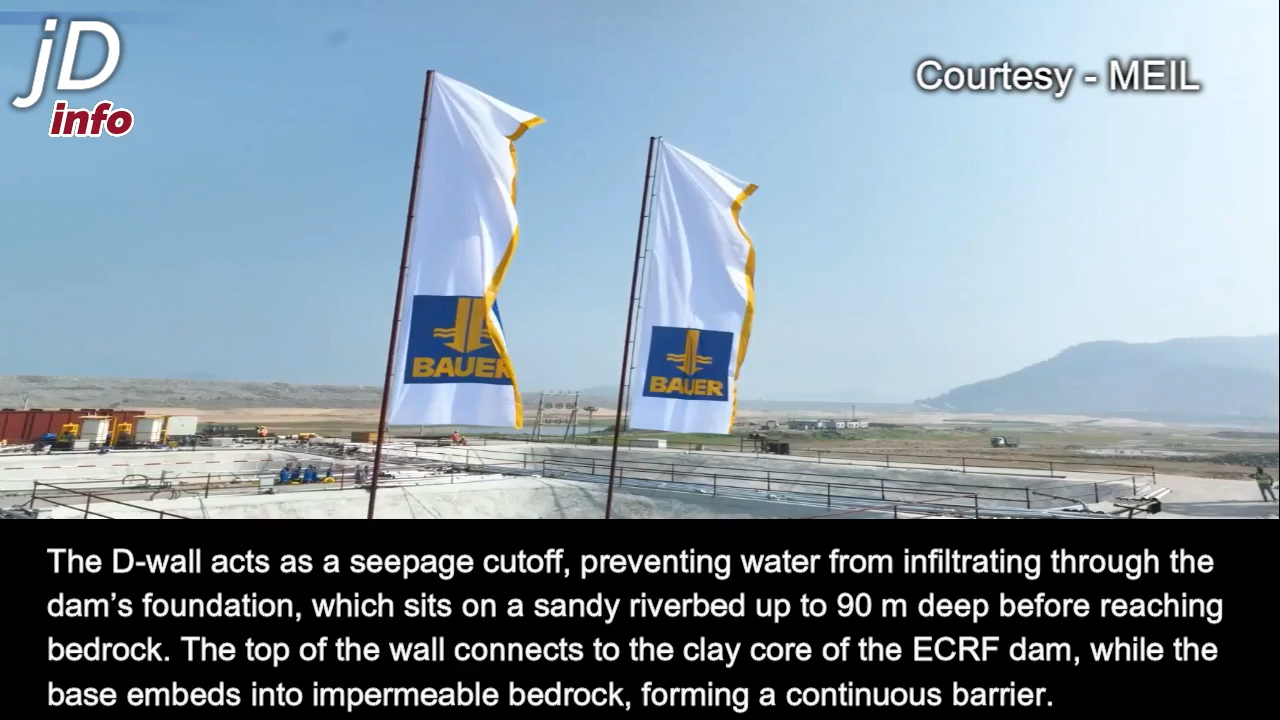 jD
info
Courtesy - MEIL
BAUER
BAUER
The D-wall acts as a seepage cutoff, preventing water from infiltrating through the
dam's foundation, which sits on a sandy riverbed up to 90 m deep before reaching
bedrock. The top of the wall connects to the clay core of the ECRF dam, while the
base embeds into impermeable bedrock, forming a continuous barrier.